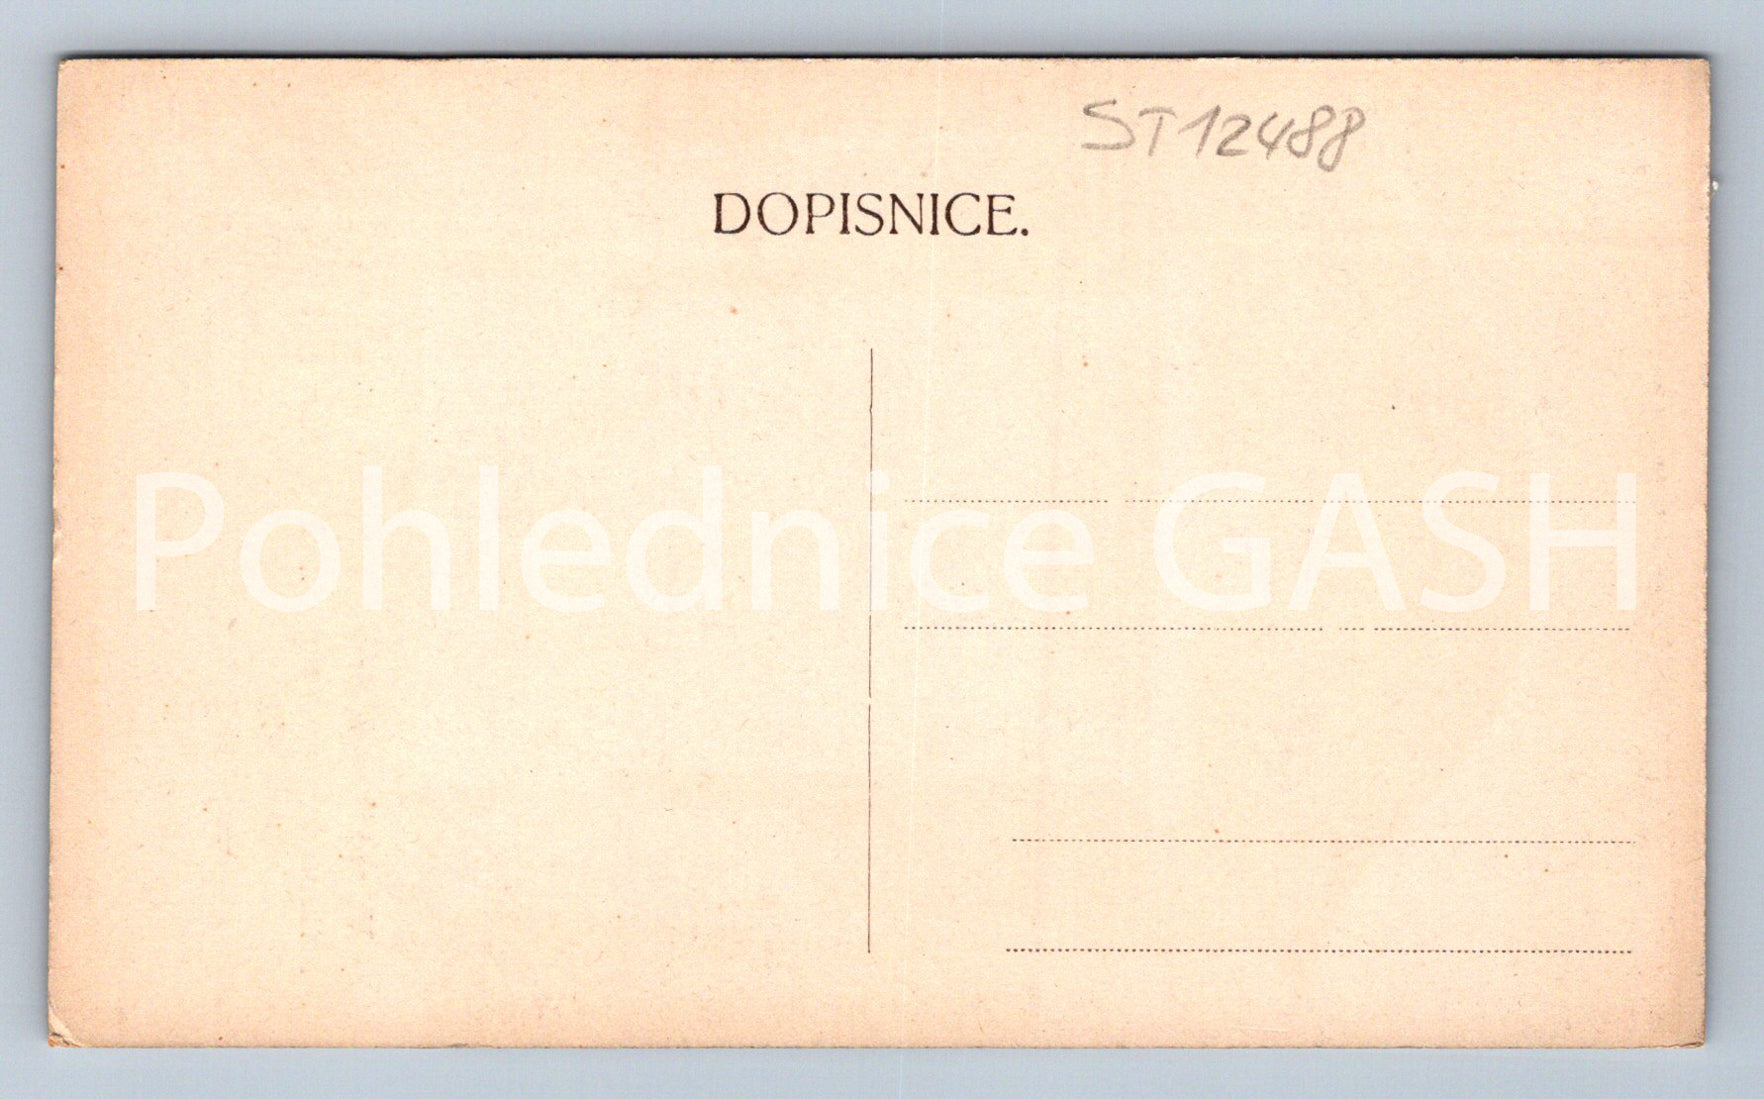 ST12488
DOPISNICE.
Pohlednice GASH